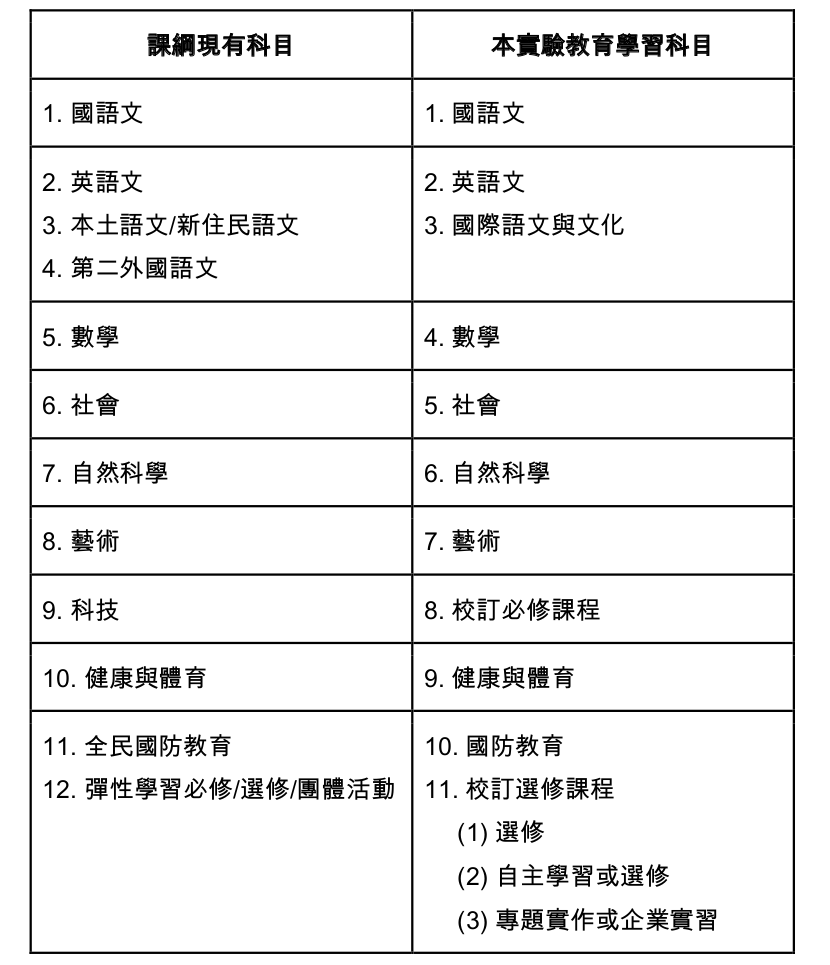 課綱現有科目
本實驗教育學習科目
1. 國語文
1. 國語文
2. 英語文
3. 本土語文/新住民語文
4. 第二外國語文
2. 英語文
3. 國際語文與文化
5. 數學
4. 數學
6. 社會
5. 社會
7. 自然科學
6. 自然科學
8. 藝術
7. 藝術
9. 科技
8. 校訂必修課程
10. 健康與體育
9. 健康與體育
11. 全民國防教育
12. 彈性學習必修/選修/團體活動
10. 國防教育
11. 校訂選修課程
(1) 選修
(2) 自主學習或選修
(3) 專題實作或企業實習